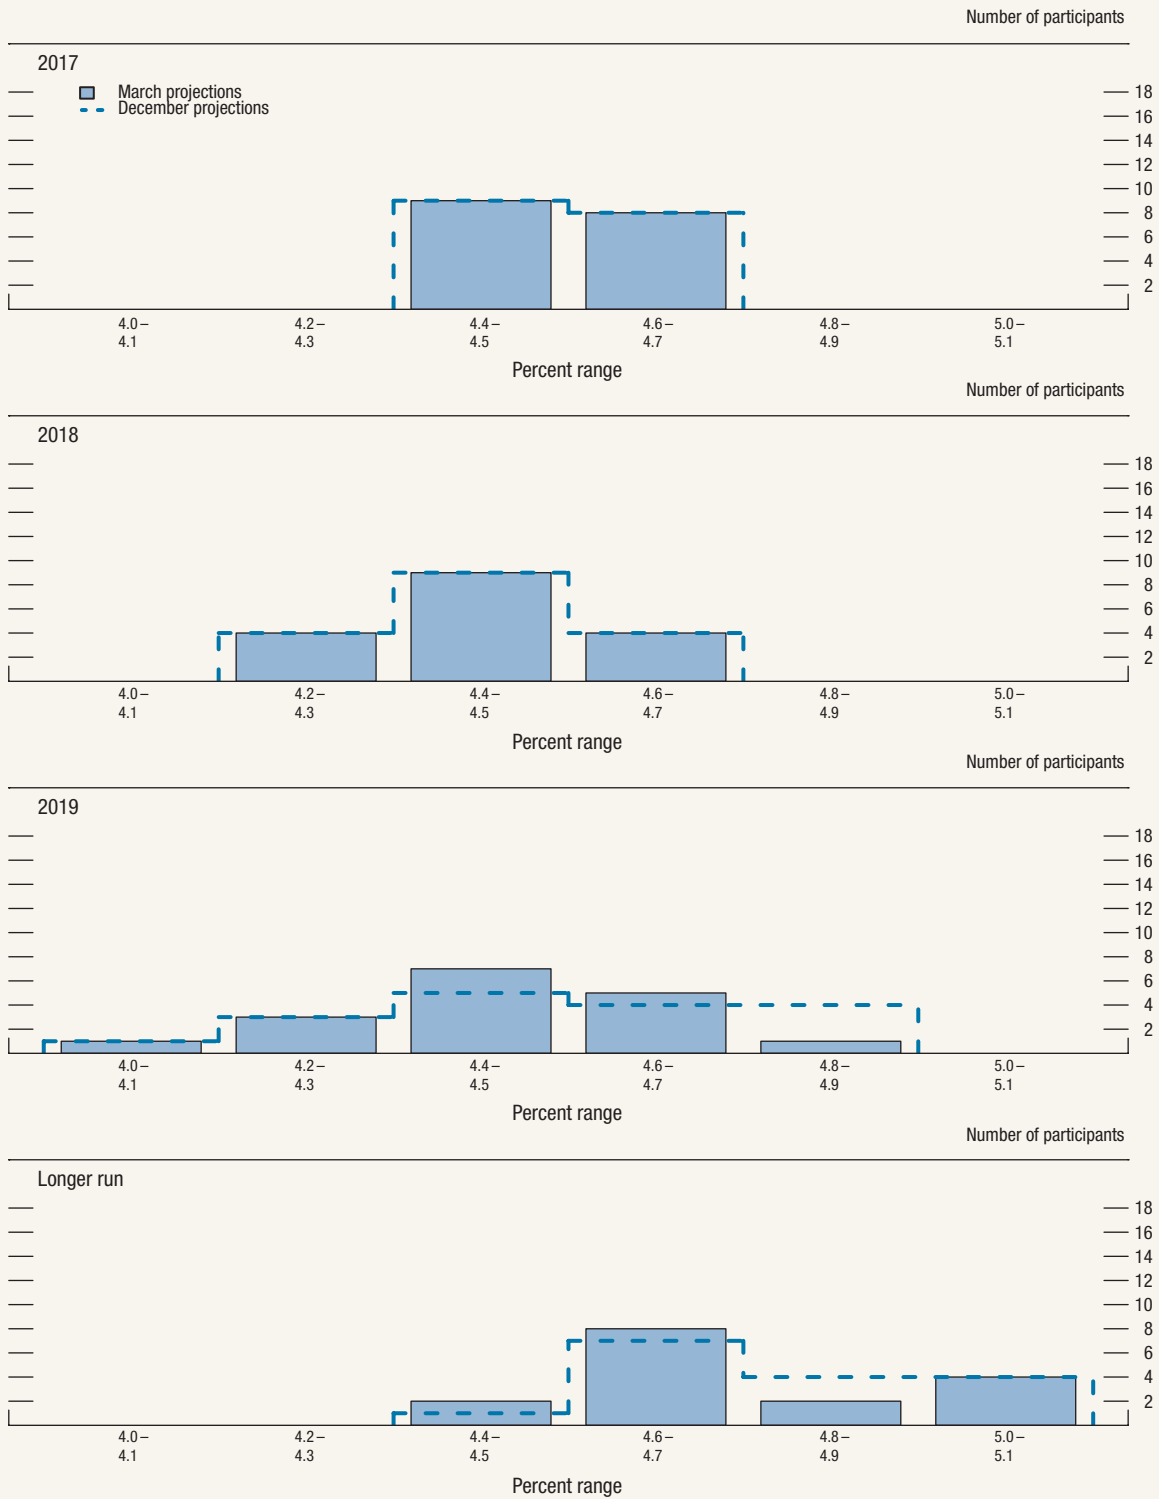 Number of participants
2017
March projections
December projections
18
16
14
12
10
8
6
4
2
4.0– 4.2– 4.4– 4.6– 4.8– 5.0–
4.1 4.3 4.5 4.7 4.9 5.1
Percent range
Number of participants
2018
18
16
14
12
10
8
6
4
2
4.0– 4.2– 4.4– 4.6– 4.8– 5.0–
4.1 4.3 4.5 4.7 4.9 5.1
Percent range
Number of participants
2019
18
16
14
12
10
8
6
4
2
4.0– 4.2– 4.4– 4.6– 4.8– 5.0–
4.1 4.3 4.5 4.7 4.9 5.1
Percent range
Number of participants
Longer run
18
16
14
12
10
8
6
4
2
4.0– 4.2– 4.4– 4.6– 4.8– 5.0–
4.1 4.3 4.5 4.7 4.9 5.1
Percent range